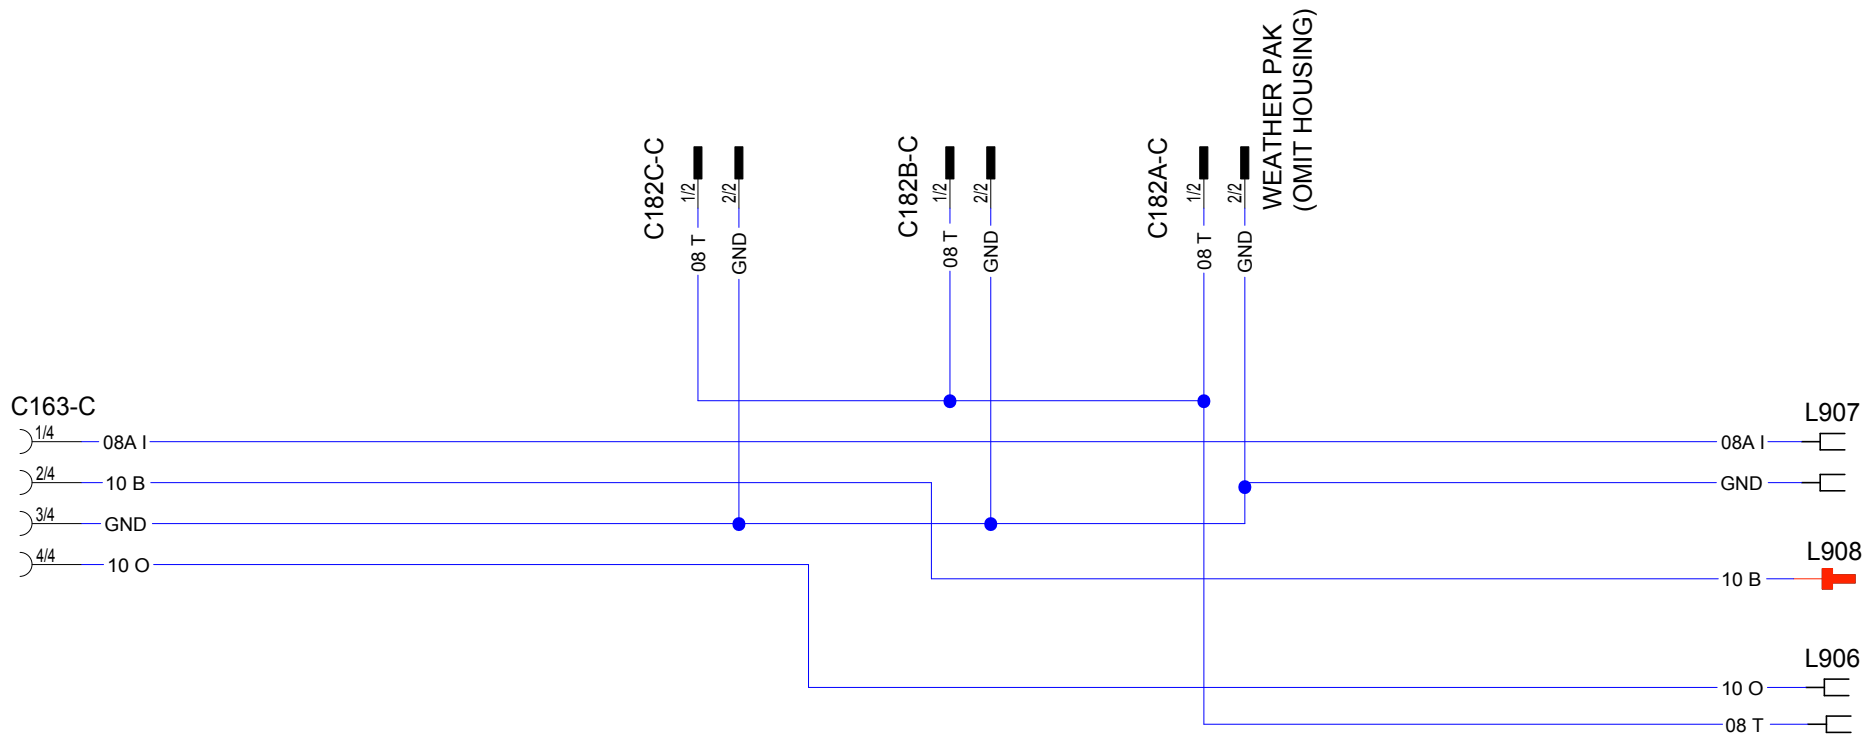 WEATHER PAK
(OMIT HOUSING)
C182C-C
1/2
2/2
08 T
GND
C182B-C
1/2
2/2
08 T
GND
C182A-C
1/2
2/2
08 T
GND
C163-C
1/4
08A I
2/4
10 B
3/4
GND
4/4
10 O
L907
08A I
GND
L908
10 B
L906
10 O
08 T